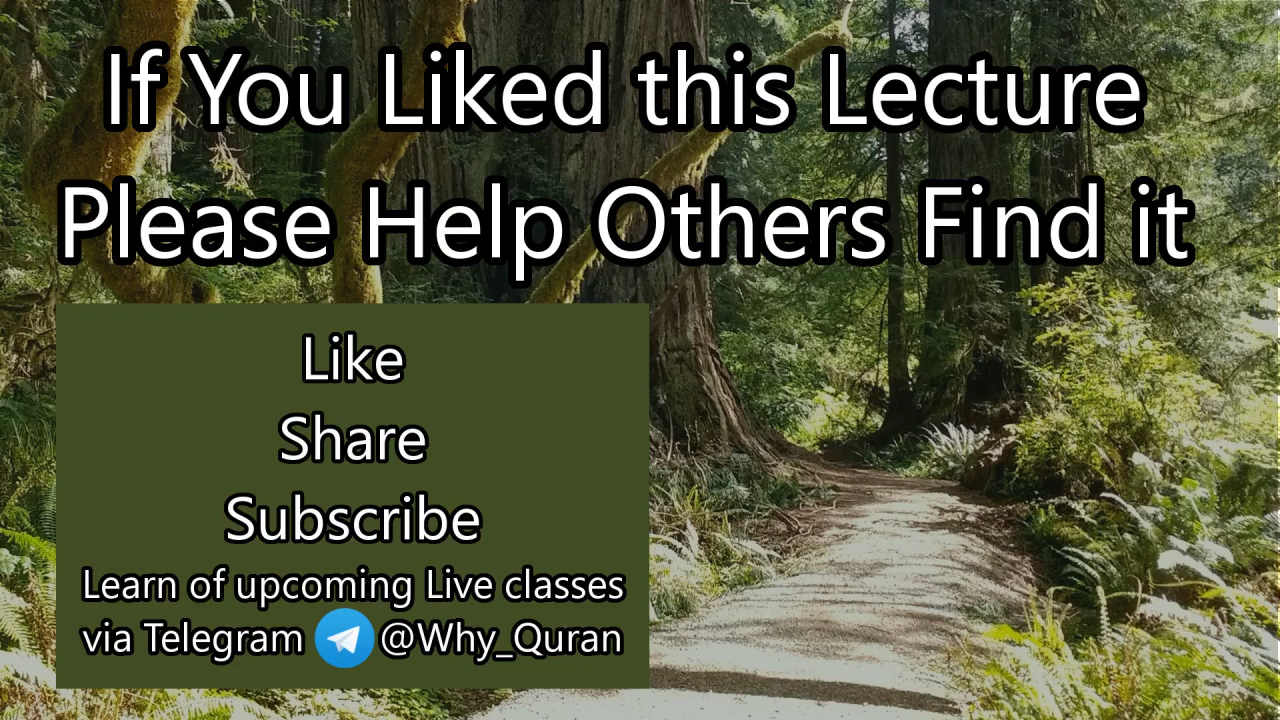 If You Liked this Lecture
Please Help Others Find it
Like
Share
Subscribe
Learn of upcoming Live classes
via Telegram @Why_Quran